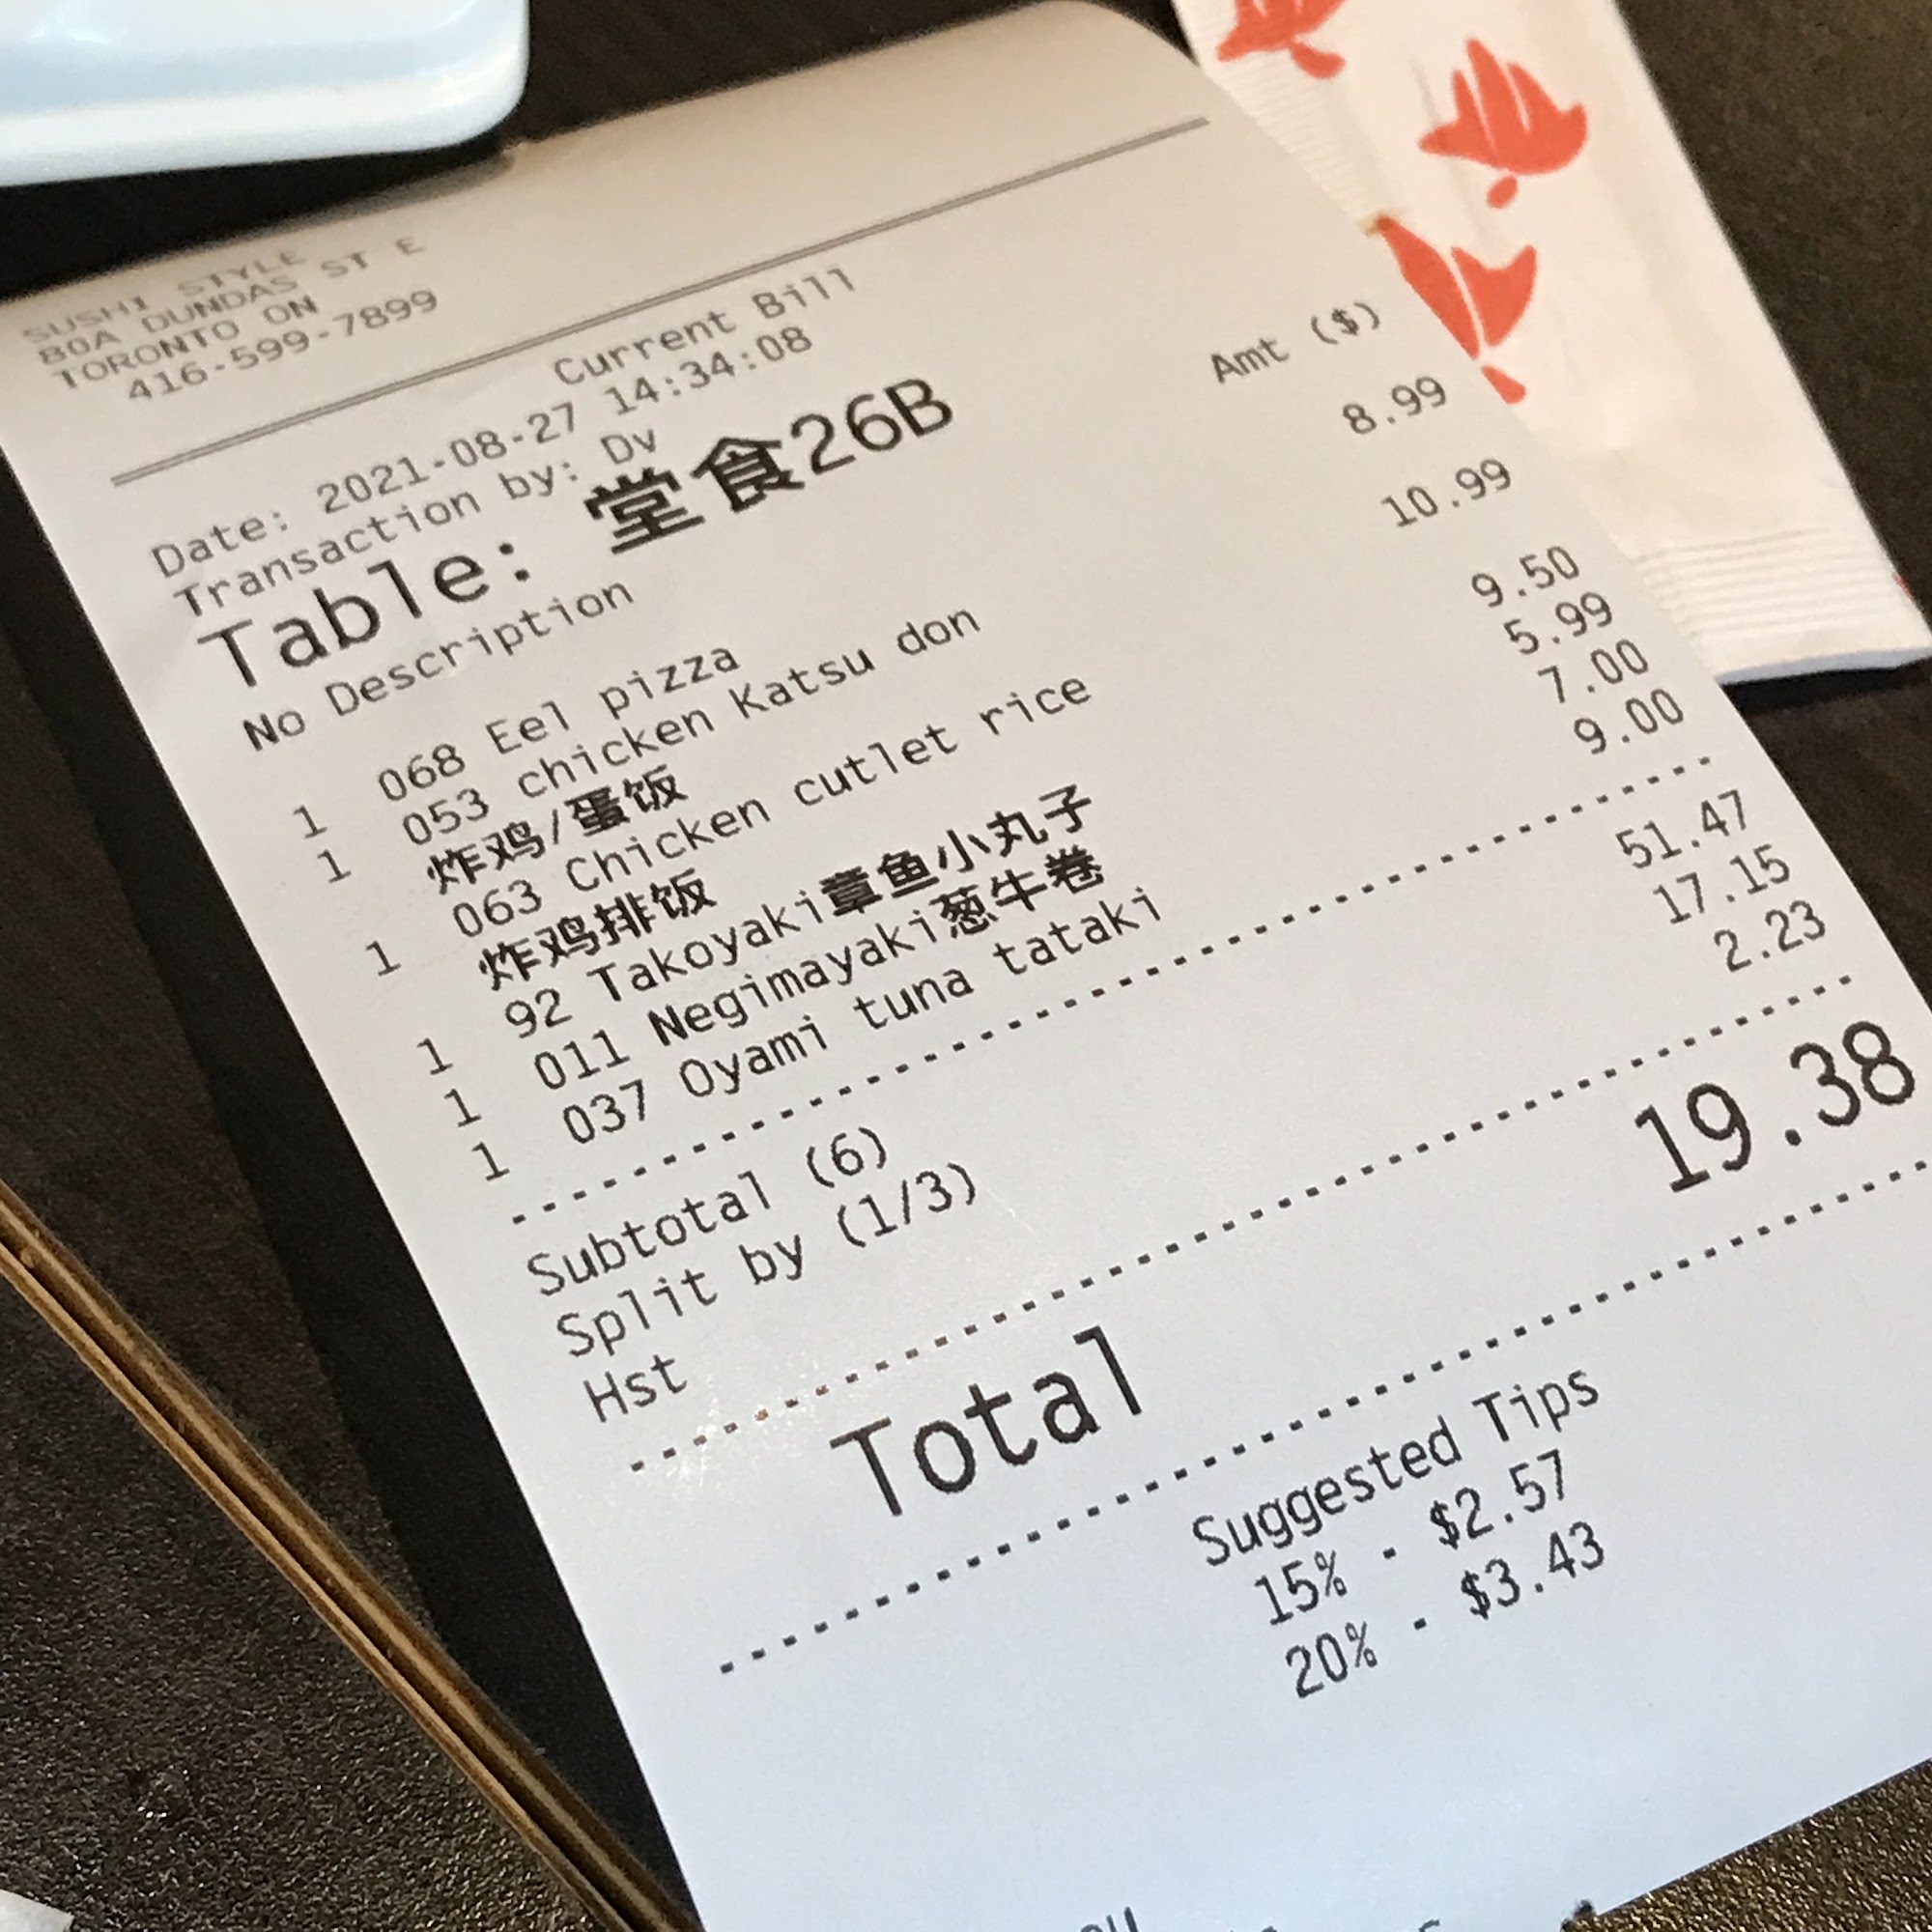 SUSHI STYLE
80A DUNDAS ST E
TORONTO ON
416-599-7899
Current Bill
Date: 2021-08-27 14:34:08
Transaction by: Dv
Table: 堂食26B
No Description Amt ($)
1 068 Eel pizza 8.99
1 053 chicken Katsu don 10.99
炸鸡/蛋饭
1 063 Chicken cutlet rice 9.50
炸鸡排饭
1 92 Takoyaki章鱼小丸子 5.99
1 011 Negimayaki葱牛卷 7.00
1 037 Oyami tuna tataki 9.00
Subtotal (6) 51.47
Split by (1/3) 17.15
Hst 2.23
Total 19.38
Suggested Tips
15% - $2.57
20% - $3.43